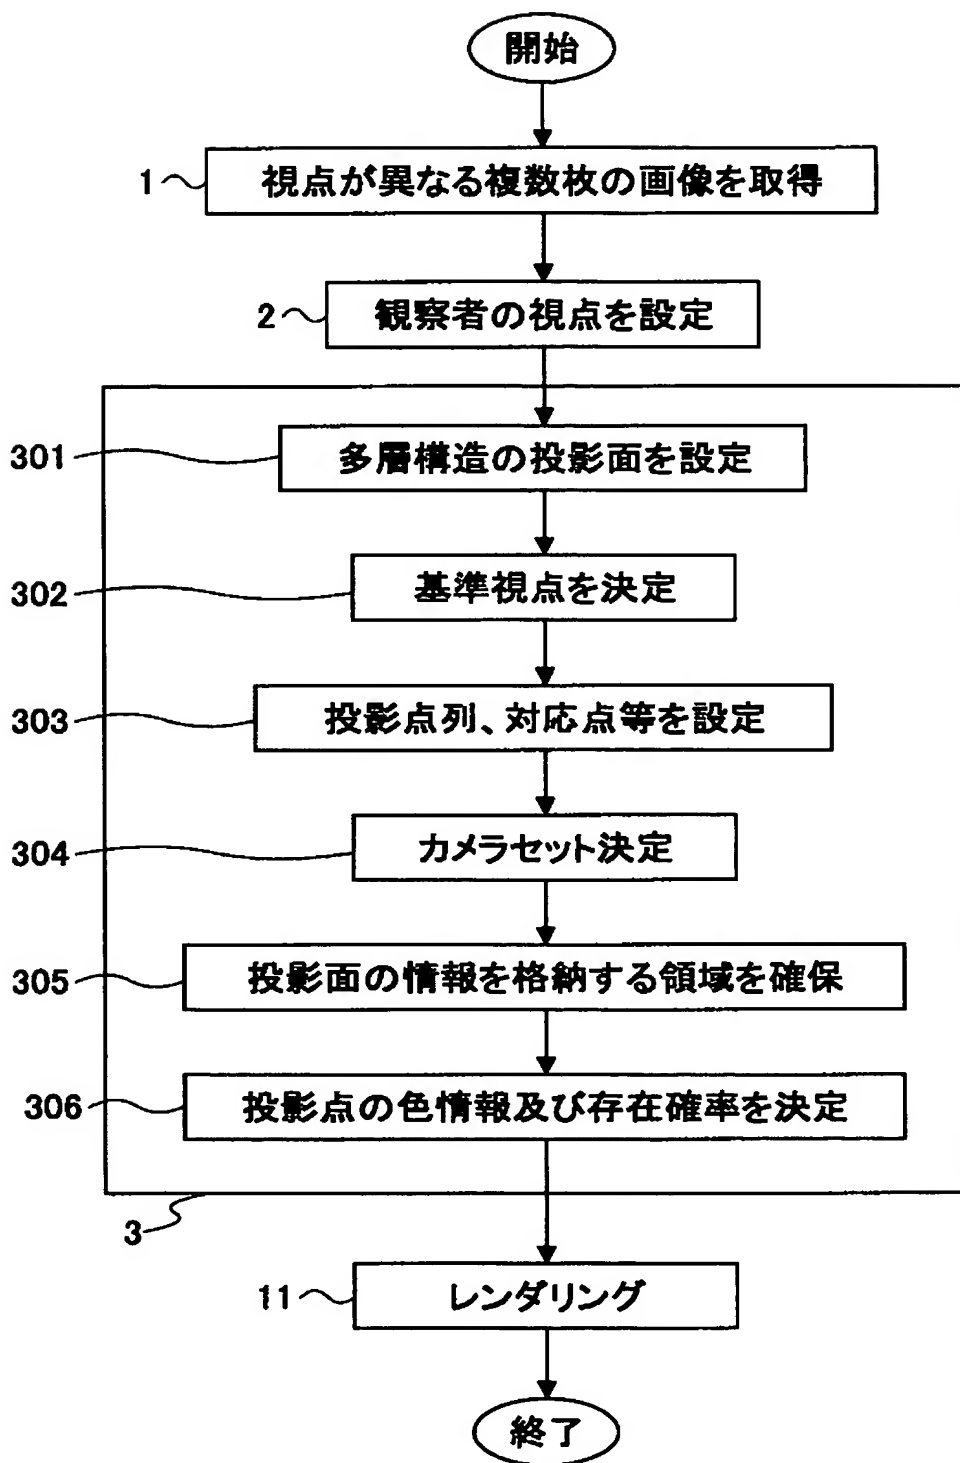 開始
1
視点が異なる複数枚の画像を取得
2
観察者の視点を設定
301
多層構造の投影面を設定
302
基準視点を決定
303
投影点列、対応点等を設定
304
カメラセット決定
305
投影面の情報を格納する領域を確保
306
投影点の色情報及び存在確率を決定
3
11
レンダリング
終了